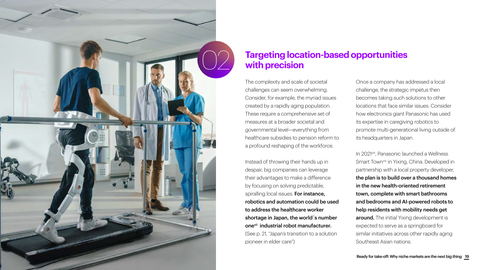 02
Targeting location-based opportunities
with precision
The complexity and scale of societal
challenges can seem overwhelming.
Consider, for example, the myriad issues
created by a rapidly aging population.
These require a comprehensive set of
measures at a broader societal and
governmental level—everything from
healthcare subsidies to pension reform to
a profound reshaping of the workforce.
Instead of throwing their hands up in
despair, big companies can leverage
their advantages to make a difference
by focusing on solving predictable,
spiralling local issues. For instance,
robotics and automation could be used
to address the healthcare worker
shortage in Japan, the world´s number
one industrial robot manufacturer.
(See p. 21, "Japan's transition to a solution
pioneer in elder care")
Once a company has addressed a local
challenge, the strategic impetus then
becomes taking such solutions to other
locations that face similar issues. Consider
how electronics giant Panasonic has used
its expertise in caregiving robotics to
promote multi-generational living outside of
its headquarters in Japan.
In 2021, Panasonic launched a Wellness
Smart Town in Yixing, China. Developed in
partnership with a local property developer,
the plan is to build over a thousand homes
in the new health-oriented retirement
town, complete with smart bathrooms
and bedrooms and AI-powered robots to
help residents with mobility needs get
around. The initial Yixing development is
expected to serve as a springboard for
similar initiatives across other rapidly aging
Southeast Asian nations.
Ready for take-off: Why niche markets are the next big thing 10